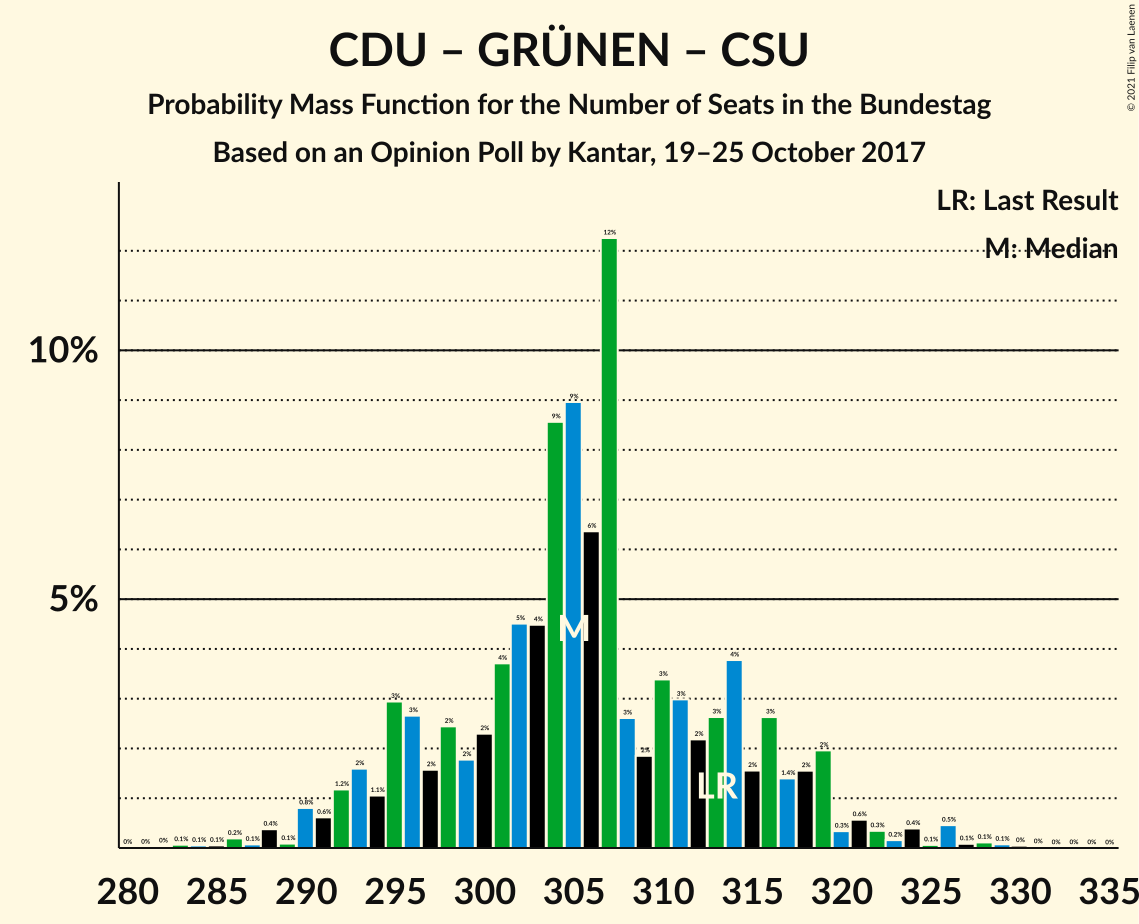 CDU – GRÜNEN – CSU
Probability Mass Function for the Number of Seats in the Bundestag
Based on an Opinion Poll by Kantar, 19–25 October 2017
© 2021 Filip van Laenen
LR: Last Result
M: Median
10%
5%
0% 0% 0% 0.1% 0.1% 0.1% 0.2% 0.1% 0.4% 0.1% 0.8% 0.6% 1.2% 2% 1.1% 3% 3% 2% 2% 2% 2% 4% 5% 4% 9% 9% 6% 12% 3% 2% 3% 3% 2% 3% 4% 2% 3% 1.4% 2% 2% 0.3% 0.6% 0.3% 0.2% 0.4% 0.1% 0.5% 0.1% 0.1% 0.1% 0% 0% 0% 0% 0% 0%
M
LR
280 285 290 295 300 305 310 315 320 325 330 335